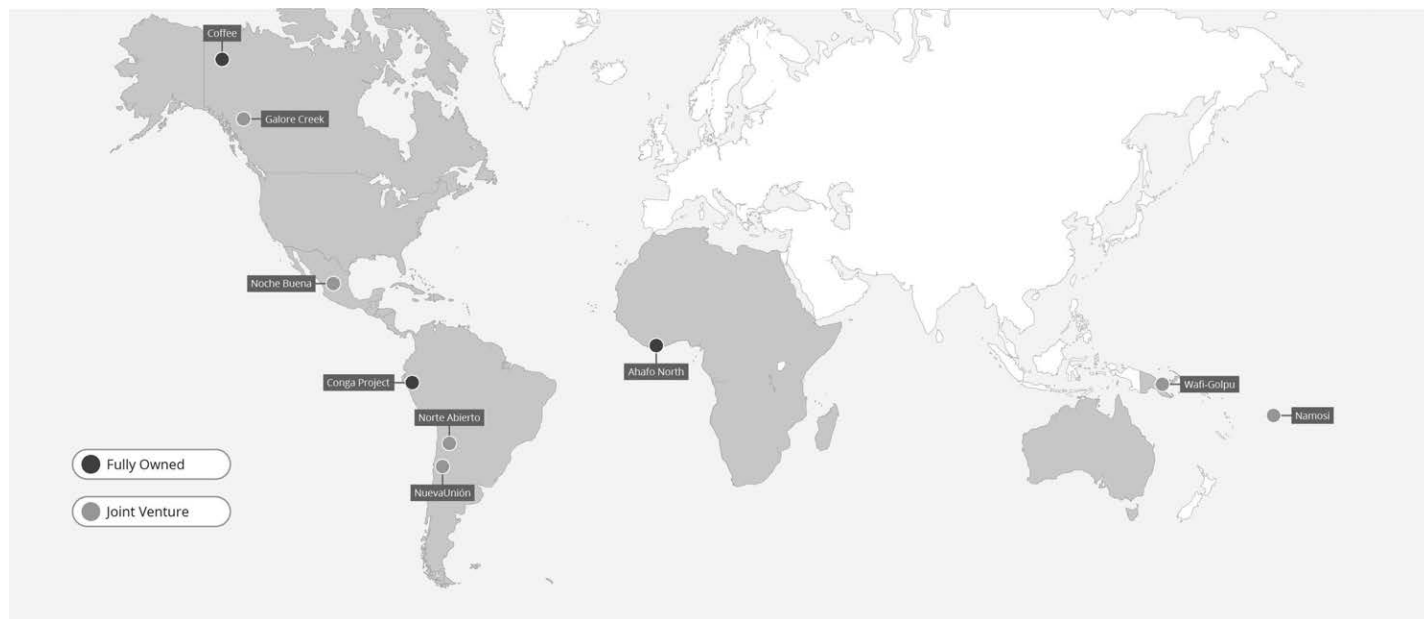 Coffee
Galore Creek
Noche Buena
Conga Project
Ahafo North
Wafi-Golpu
Norte Abierto
Namosi
Fully Owned
NuevaUnión
Joint Venture